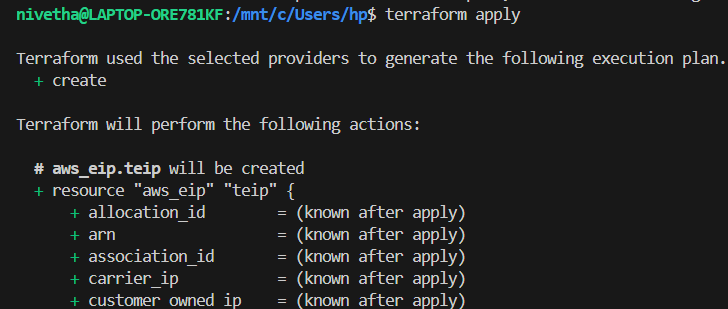 nivetha@LAPTOP-ORE781KF:/mnt/c/Users/hp$ terraform apply
Terraform used the selected providers to generate the following execution plan.
+ create
Terraform will perform the following actions:
# aws_eip.teip will be created
+ resource "aws_eip" "teip" {
+ allocation_id = (known after apply)
+ arn = (known after apply)
+ association_id = (known after apply)
+ carrier_ip = (known after apply)
+ customer_owned_ip = (known after apply)